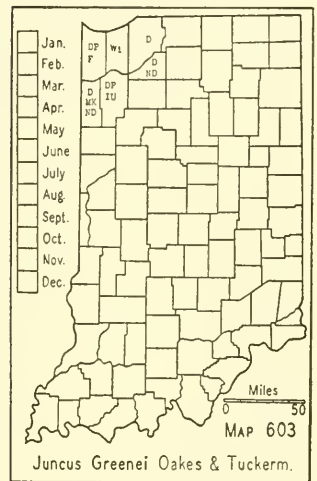 Jan.
Feb.
Mar.
Apr.
May
June
July
Aug.
Sept.
Oct.
Nov.
Dec.
DP
F
W1
D
D
ND
D
MK
ND
DP
IU
Miles
0 50
MAP 603
Juncus Greenei Oakes & Tuckerm.